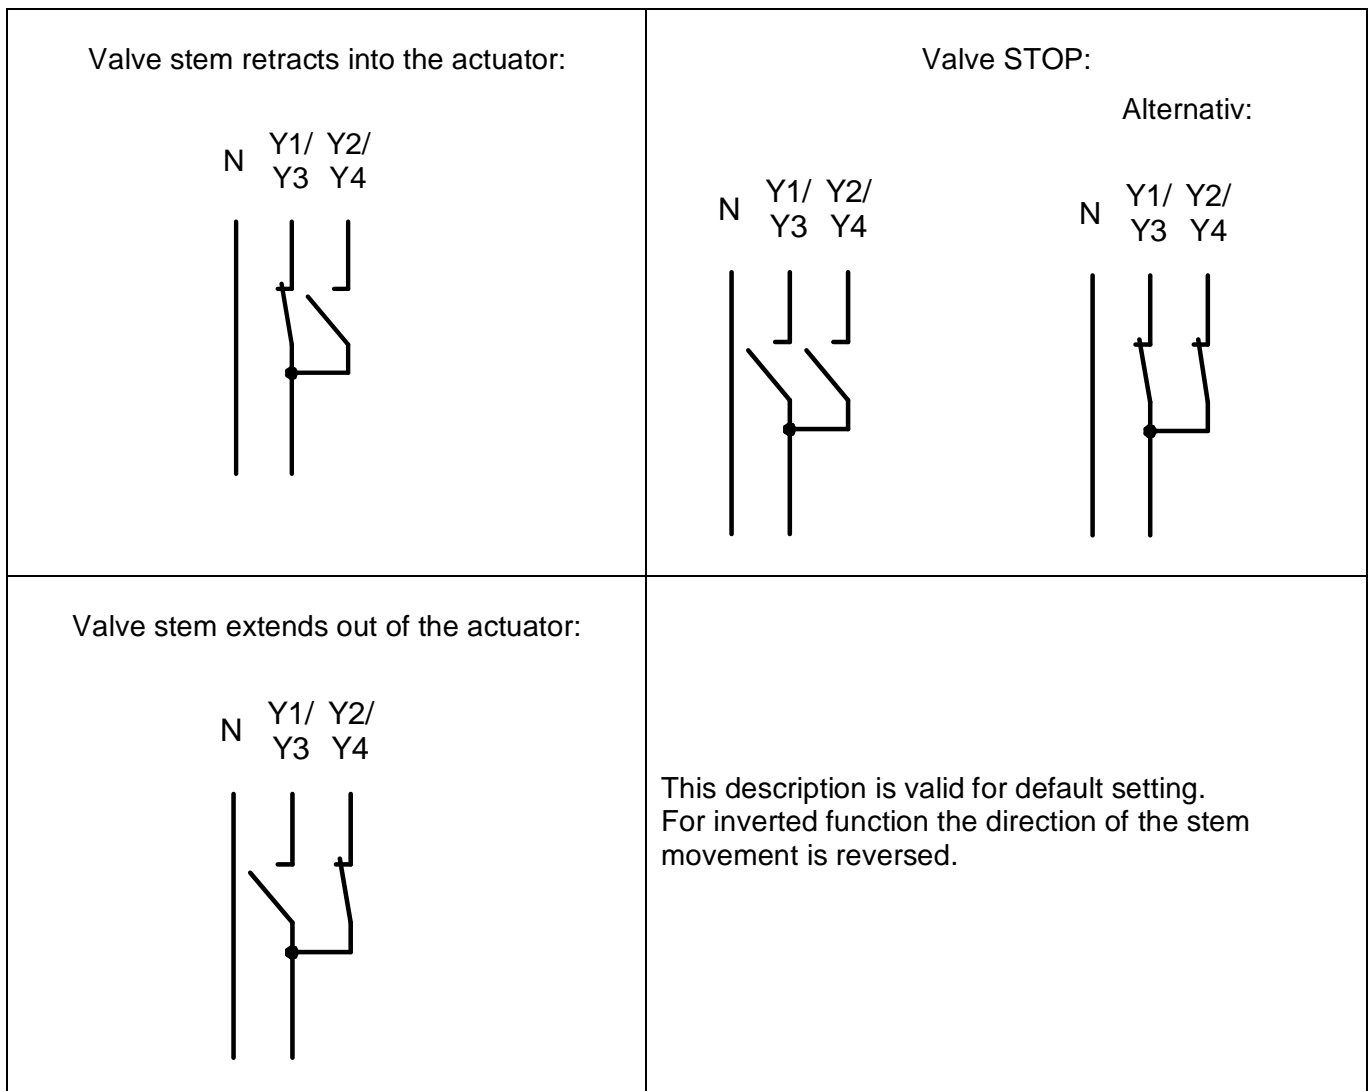 Valve stem retracts into the actuator:
N Y1/ Y2/
Y3 Y4
Valve STOP:
Alternativ:
N Y1/ Y2/
Y3 Y4
N Y1/ Y2/
Y3 Y4
Valve stem extends out of the actuator:
N Y1/ Y2/
Y3 Y4
This description is valid for default setting.
For inverted function the direction of the stem
movement is reversed.